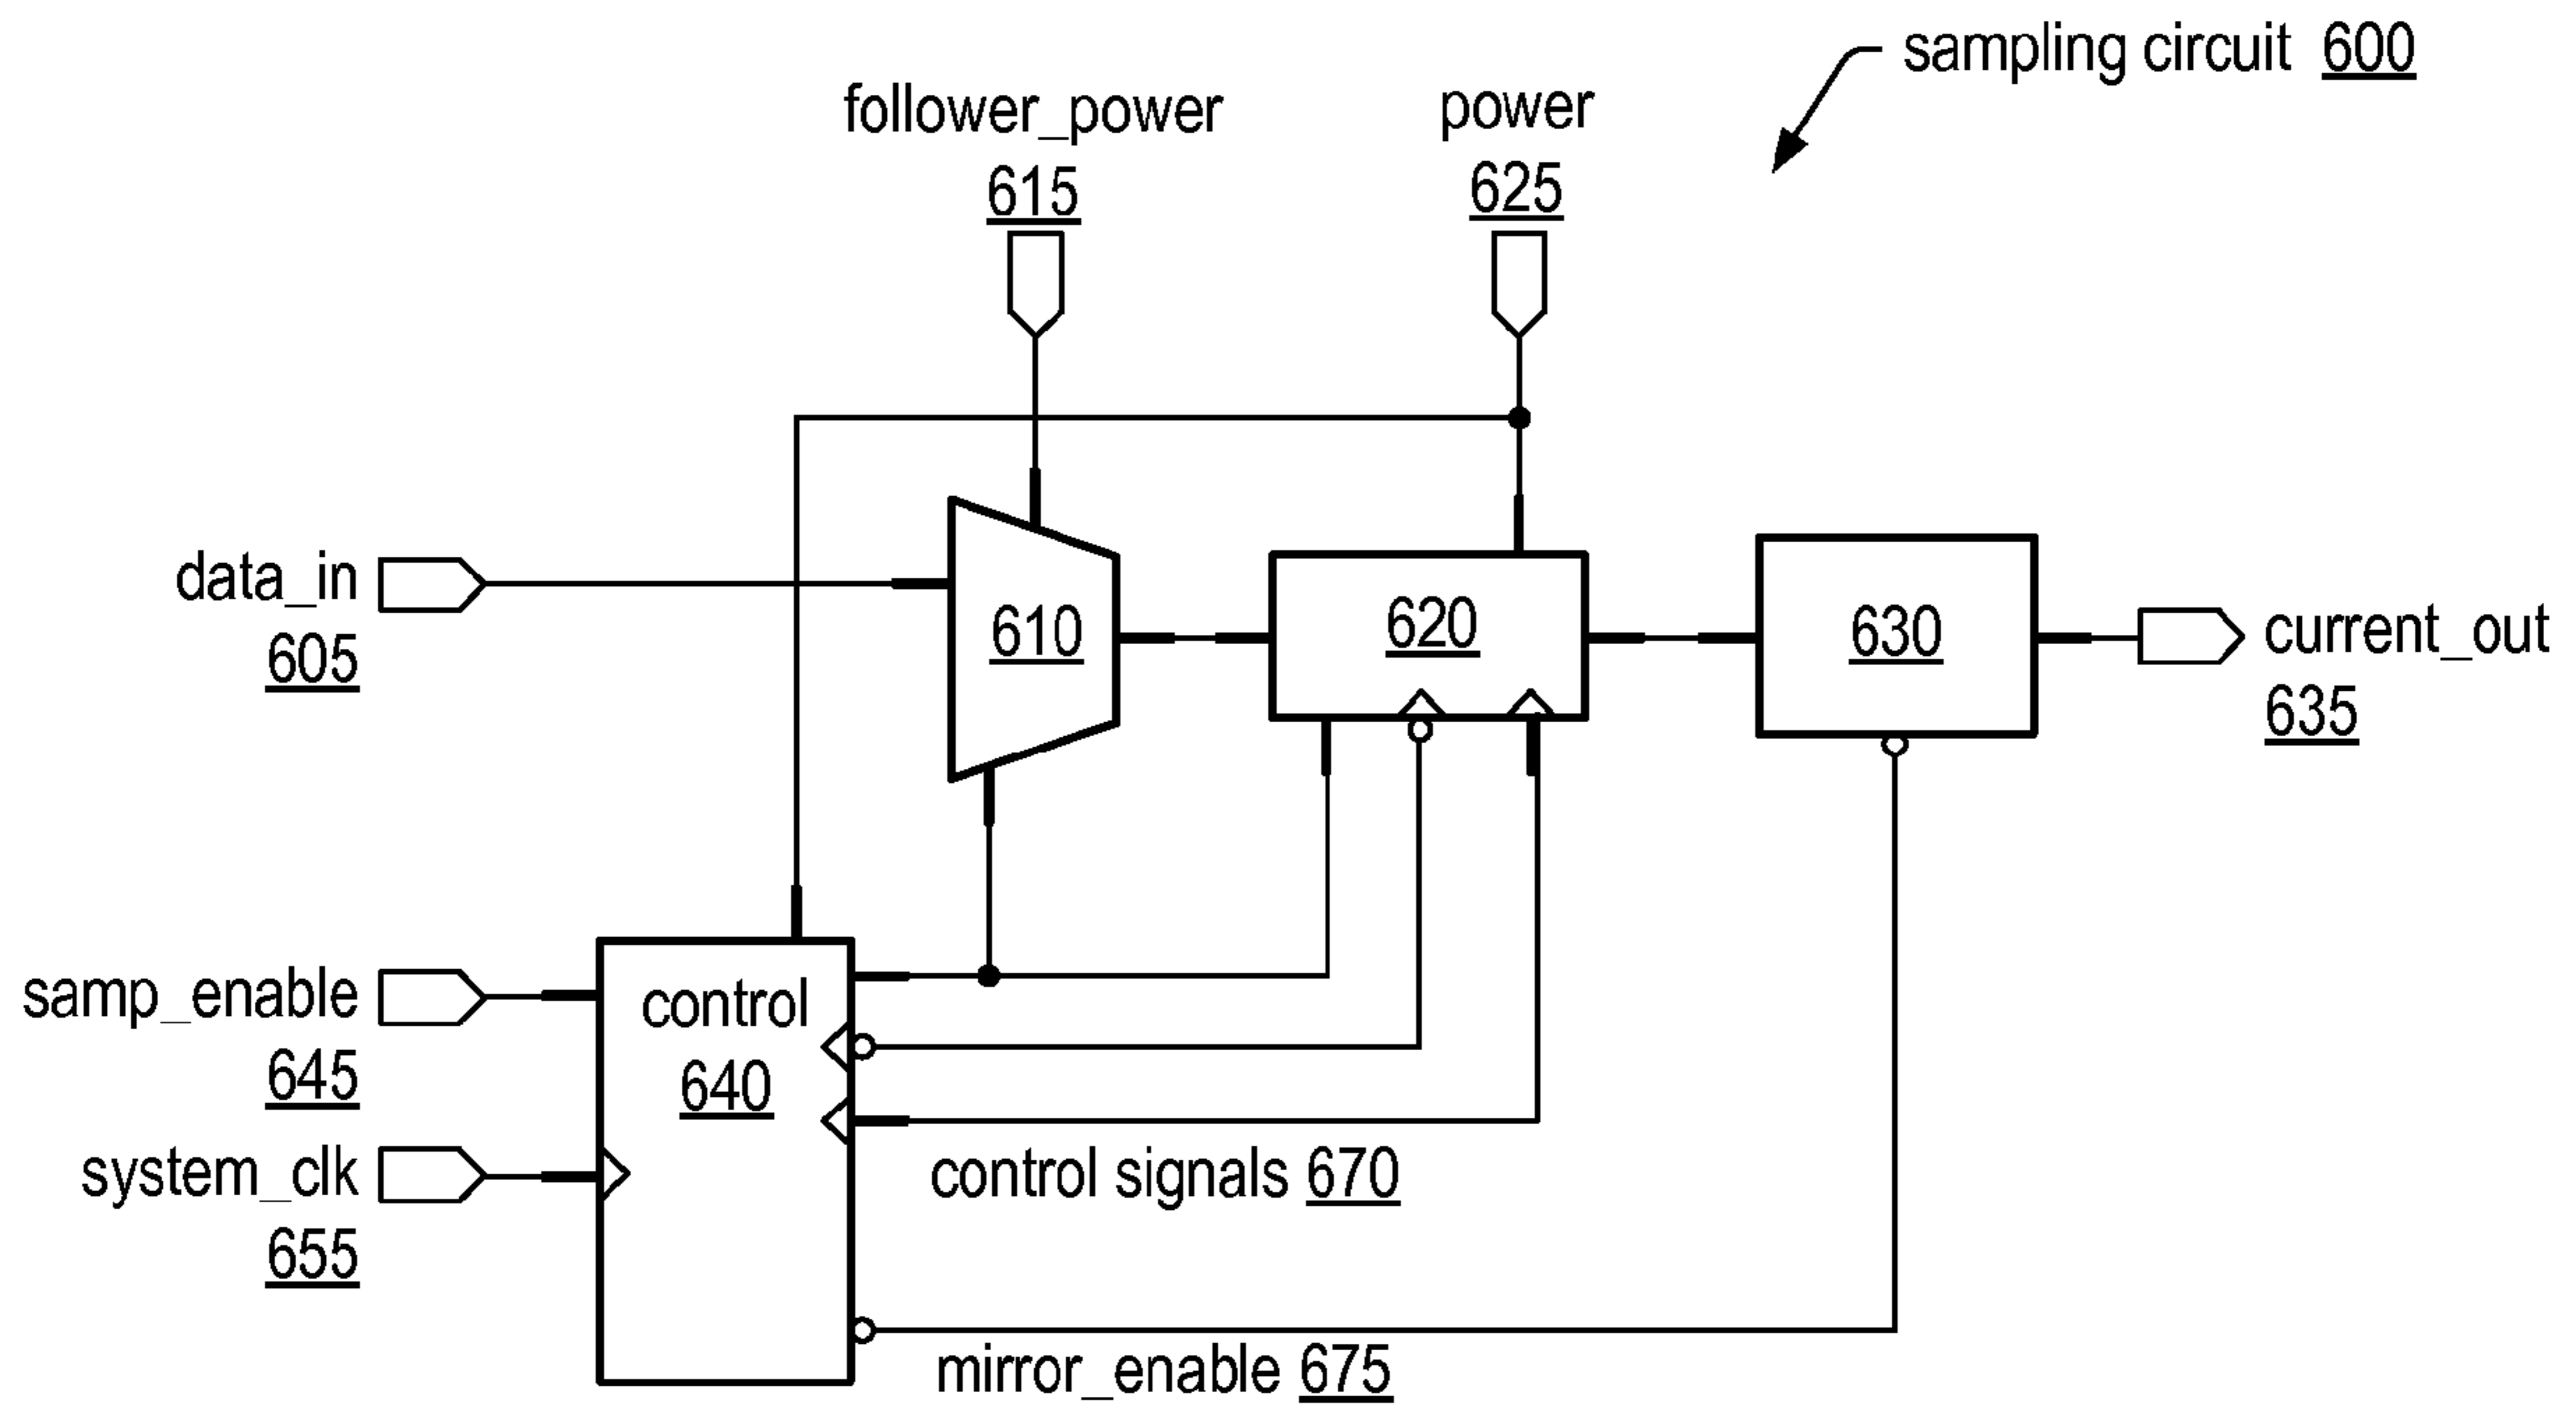 sampling circuit 600
follower_power
615
power
625
data_in
605
610
620
630
current_out
635
samp_enable
645
control
640
system_clk
655
control signals 670
mirror_enable 675